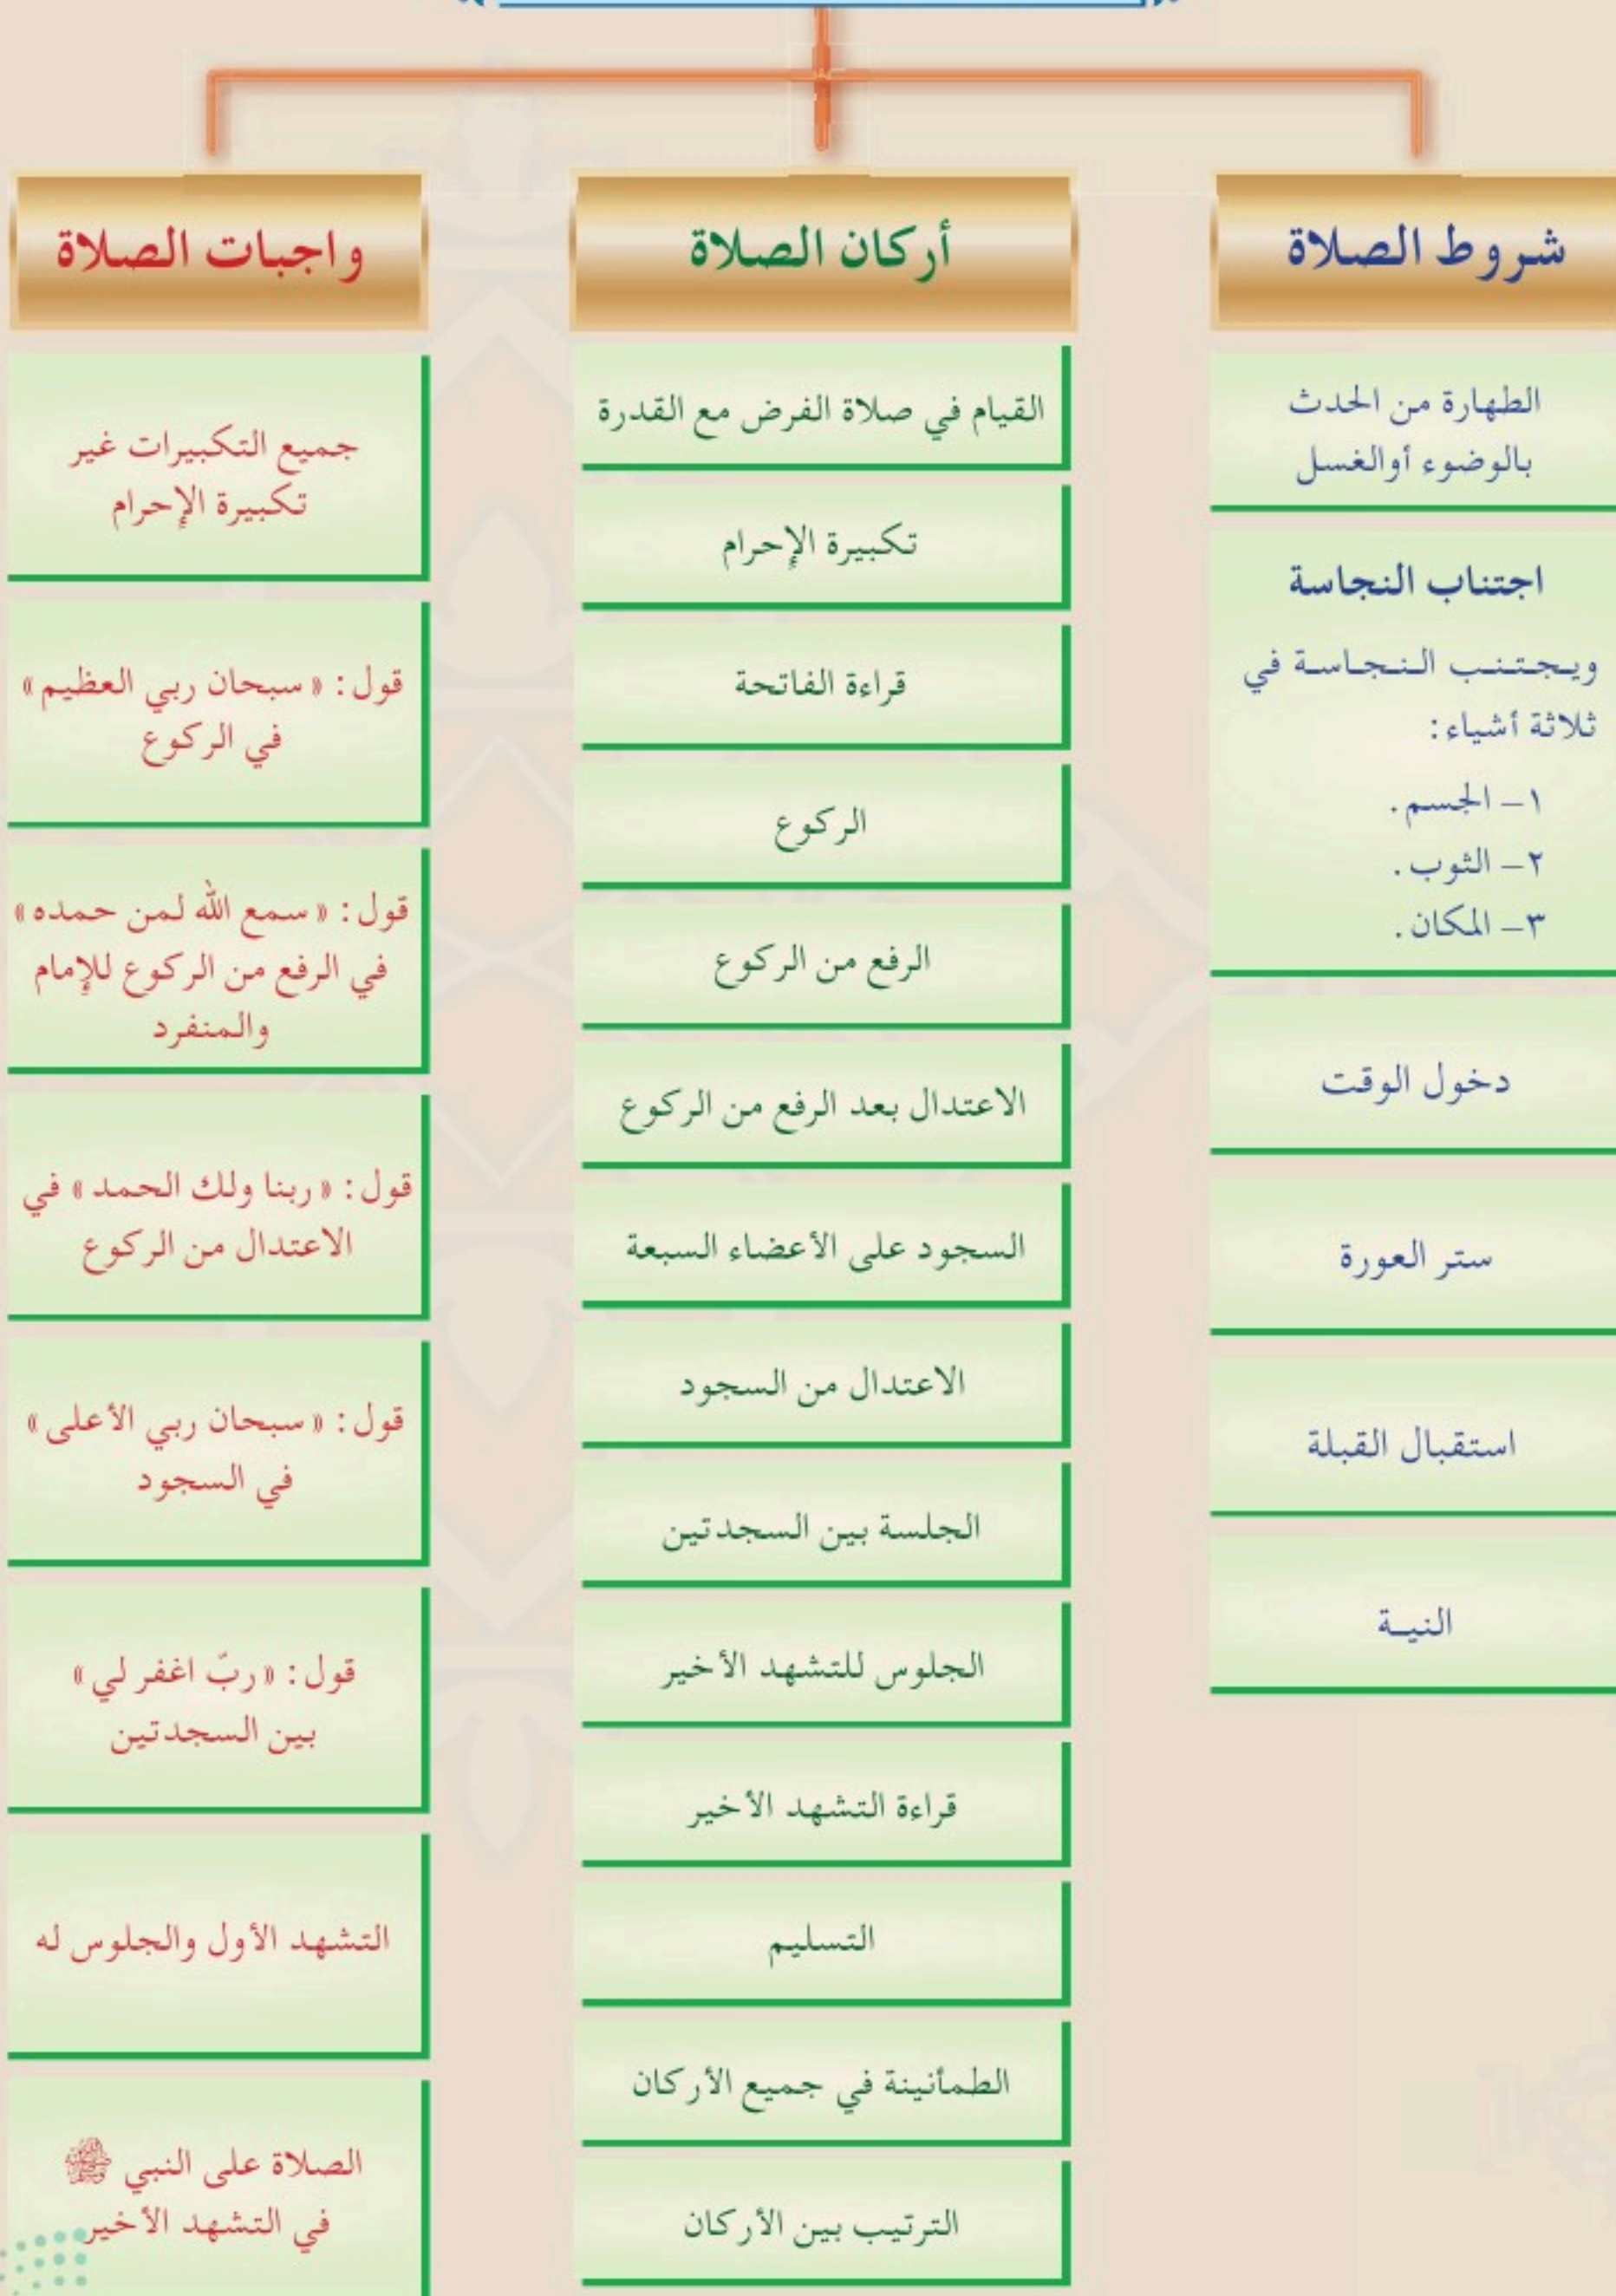 شروط الصلاة
الطهارة من الحدث
بالوضوء أوالغسل
اجتناب النجاسة
ويجتنب النجاسة في
ثلاثة أشياء:
١- الجسم.
٢- الثوب.
٣- المكان.
دخول الوقت
ستر العورة
استقبال القبلة
النية
أركان الصلاة
القيام في صلاة الفرض مع القدرة
تكبيرة الإحرام
قراءة الفاتحة
الركوع
الرفع من الركوع
الاعتدال بعد الرفع من الركوع
السجود على الأعضاء السبعة
الاعتدال من السجود
الجلسة بين السجدتين
الجلوس للتشهد الأخير
قراءة التشهد الأخير
التسليم
الطمأنينة في جميع الأركان
الترتيب بين الأركان
واجبات الصلاة
جميع التكبيرات غير
تكبيرة الإحرام
قول: «سبحان ربي العظيم»
في الركوع
قول: «سمع الله لمن حمده»
في الرفع من الركوع للإمام
والمنفرد
قول: «ربنا ولك الحمد» في
الاعتدال من الركوع
قول: «سبحان ربي الأعلى»
في السجود
قول: «ربّ اغفر لي»
بين السجدتين
التشهد الأول والجلوس له
الصلاة على النبي ﷺ
في التشهد الأخير